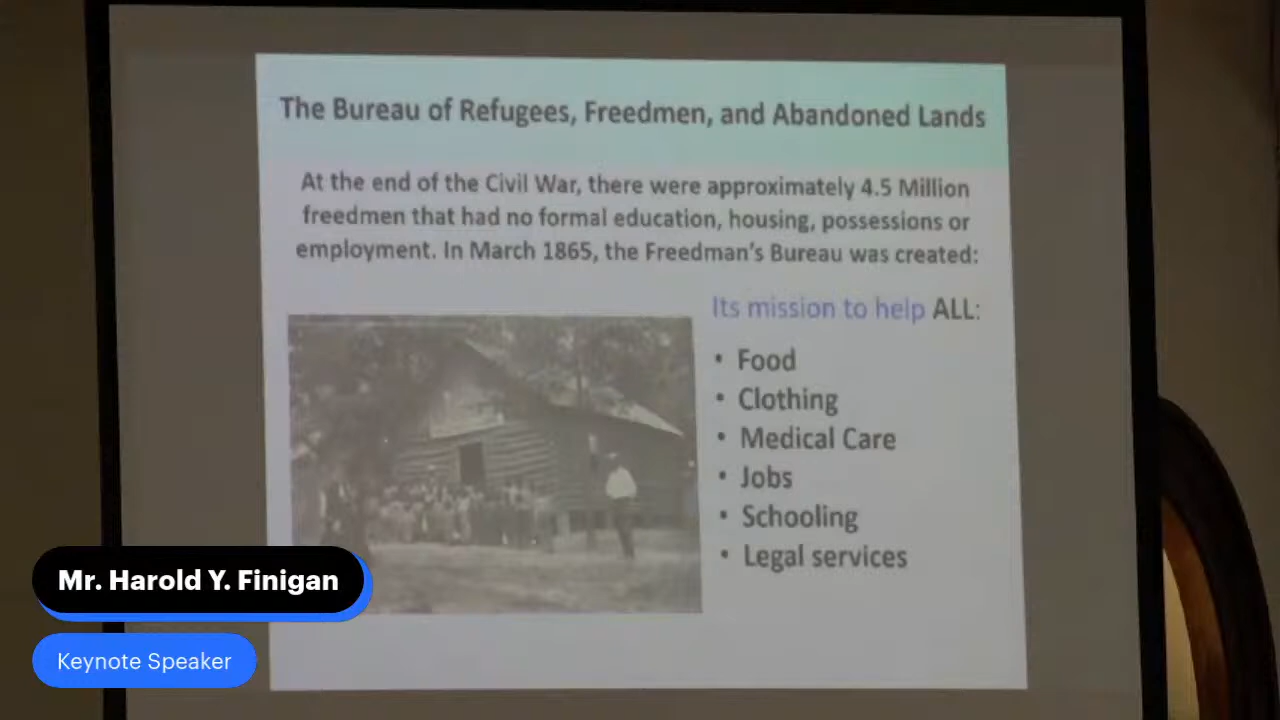 The Bureau of Refugees, Freedmen, and Abandoned Lands
At the end of the Civil War, there were approximately 4.5 Million
freedmen that had no formal education, housing, possessions or
employment. In March 1865, the Freedman's Bureau was created:
Its mission to help ALL:
• Food
• Clothing
• Medical Care
• Jobs
• Schooling
• Legal services
Mr. Harold Y. Finigan
Keynote Speaker